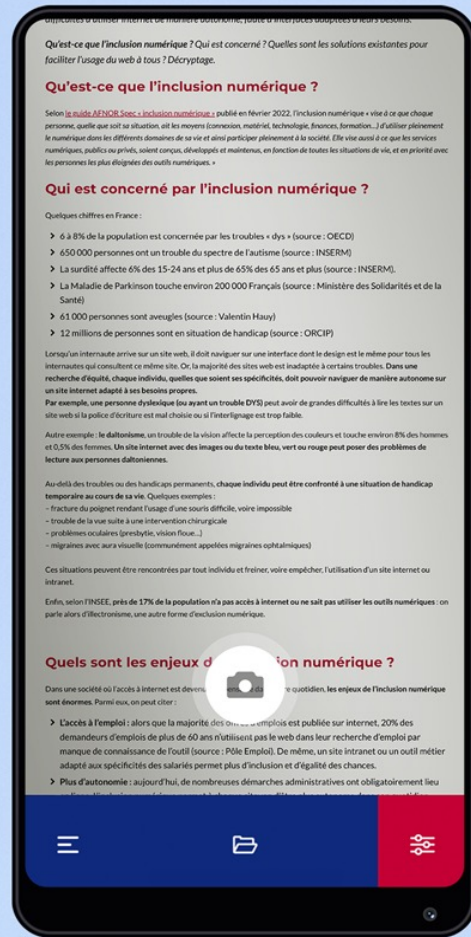 difficultés à utiliser internet de manière autonome, faute d'interfaces adaptées à leurs besoins.
Qu'est-ce que l'inclusion numérique ? Qui est concerné ? Quelles sont les solutions existantes pour
faciliter l'usage du web à tous ? Décryptage.
Qu'est-ce que l'inclusion numérique ?
Selon le guide AFNOR Spec « inclusion numérique » publié en février 2022, l'inclusion numérique « vise à ce que chaque
personne, quelle que soit sa situation, ait les moyens (connexion, matériel, technologie, finances, formation…) d'utiliser pleinement
le numérique dans les différents domaines de sa vie et ainsi participer pleinement à la société. Elle vise aussi à ce que les services
numériques, publics ou privés, soient conçus, développés et maintenus, en fonction de toutes les situations de vie, et en priorité avec
les personnes les plus éloignées des outils numériques. »
Qui est concerné par l'inclusion numérique ?
Quelques chiffres en France :
> 6 à 8% de la population est concernée par les troubles « dys » (source : OECD)
> 650 000 personnes ont un trouble du spectre de l'autisme (source : INSERM)
> La surdité affecte 6% des 15-24 ans et plus de 65% des 65 ans et plus (source : INSERM).
> La Maladie de Parkinson touche environ 200 000 Français (source : Ministère des Solidarités et de la
Santé)
> 61 000 personnes sont aveugles (source : Valentin Hauy)
> 12 millions de personnes sont en situation de handicap (source : ORCIP)
Lorsqu'un internaute arrive sur un site web, il doit naviguer sur une interface dont le design est le même pour tous les
internautes qui consultent ce même site. Or, la majorité des sites web est inadaptée à certains troubles. Dans une
recherche d'équité, chaque individu, quelles que soient ses spécificités, doit pouvoir naviguer de manière autonome sur
un site internet adapté à ses besoins propres.
Par exemple, une personne dyslexique (ou ayant un trouble DYS) peut avoir de grandes difficultés à lire les textes sur un
site web si la police d'écriture est mal choisie ou si l'interlignage est trop faible.
Autre exemple : le daltonisme, un trouble de la vision affecte la perception des couleurs et touche environ 8% des hommes
et 0,5% des femmes. Un site internet avec des images ou du texte bleu, vert ou rouge peut poser des problèmes de
lecture aux personnes daltoniennes.
Au-delà des troubles ou des handicaps permanents, chaque individu peut être confronté à une situation de handicap
temporaire au cours de sa vie. Quelques exemples :
– fracture du poignet rendant l'usage d'une souris difficile, voire impossible
– trouble de la vue suite à une intervention chirurgicale
– problèmes oculaires (presbytie, vision floue…)
– migraines avec aura visuelle (communément appelées migraines ophtalmiques)
Ces situations peuvent être rencontrées par tout individu et freiner, voire empêcher, l'utilisation d'un site internet ou
intranet.
Enfin, selon l'INSEE, près de 17% de la population n'a pas accès à internet ou ne sait pas utiliser les outils numérique : on
parle alors d'illectronisme, une autre forme d'exclusion numérique.
Quels sont les enjeux d ion numérique ?
Dans une société où l'accès à internet est deven quotidien, les enjeux de l'inclusion numérique
sont énormes. Parmi eux, on peut citer :
> L'accès à l'emploi : alors que la majorité des d'emplois est publiée sur internet, 20% des
demandeurs d'emplois de plus de 60 ans n'utilisent pas le web dans leur recherche d'emploi par
manque de connaissance de l'outil (source : Pôle Emploi). De même, un site intranet ou un outil métier
adapté aux spécificités des salariés permet plus d'inclusion et d'égalité des chances.
> Plus d'autonomie : aujourd'hui, de nombreuses démarches administratives ont obligatoirement lieu